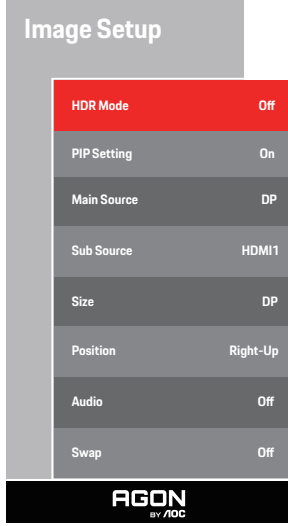 Image Setup
HDR Mode Off
PIP Setting On
Main Source DP
Sub Source HDMI1
Size DP
Position Right-Up
Audio Off
Swap Off
AGON
BY AOC